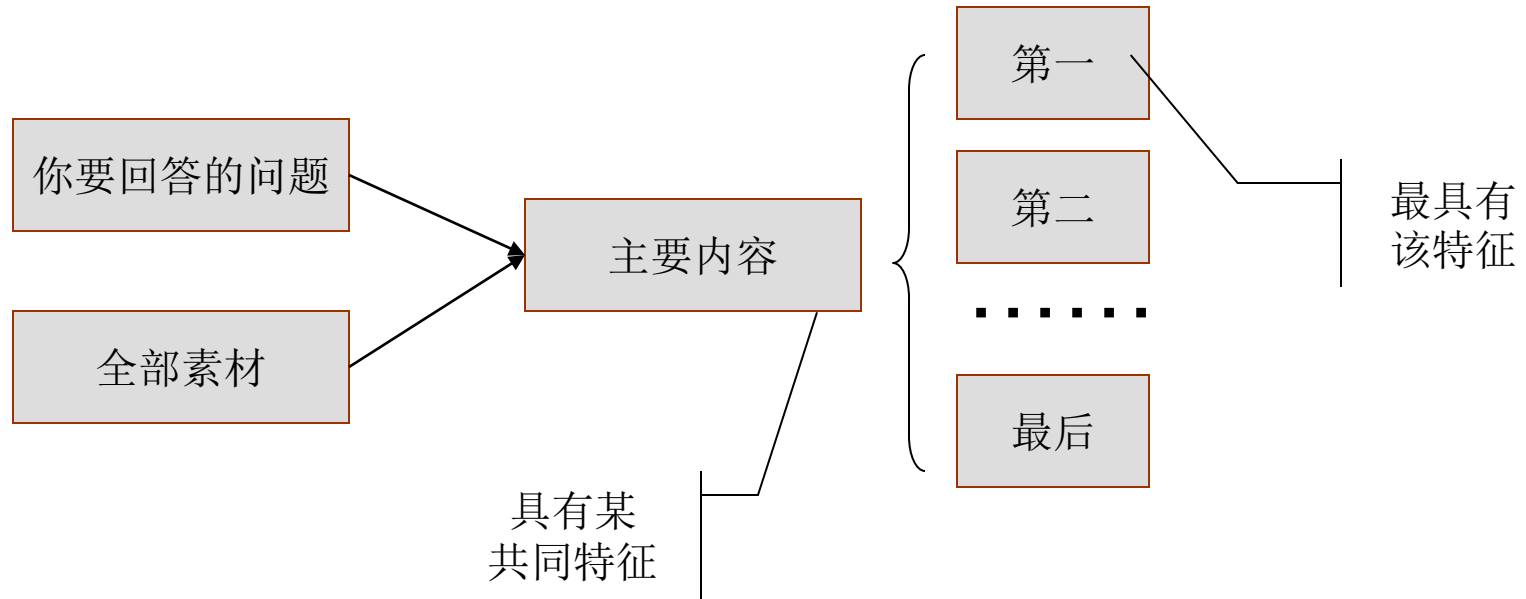 你要回答的问题
全部素材
主要内容
具有某
共同特征
第一
第二
······
最后
最具有
该特征